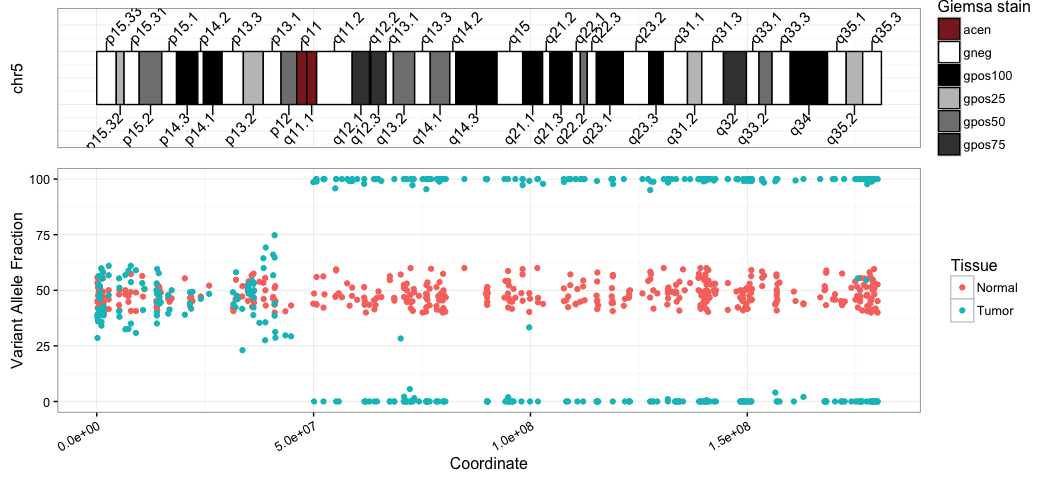 p15.33 p15.31 p15.1 p14.2 p13.3 p13.1 p11 q11.2 q12.2 q13.1 q13.3 q14.2 q15 q21.2 q22.1 q22.3 q23.2 q31.1 q31.3 q33.1 q33.3 q35.1 q35.3
chr5
p15.32 p15.2 p14.3 p14.1 p13.2 p12 q11.1 q12.1 q12.3 q13.2 q14.1 q14.3 q21.1 q21.3 q22.2 q23.1 q23.3 q31.2 q32 q33.2 q34 q35.2
Giemsa stain
acen
gneg
gpos100
gpos25
gpos50
gpos75
Variant Allele Fraction
100
75
50
25
0
0.0e+00 5.0e+07 1.0e+08 1.5e+08
Coordinate
Tissue
Normal
Tumor